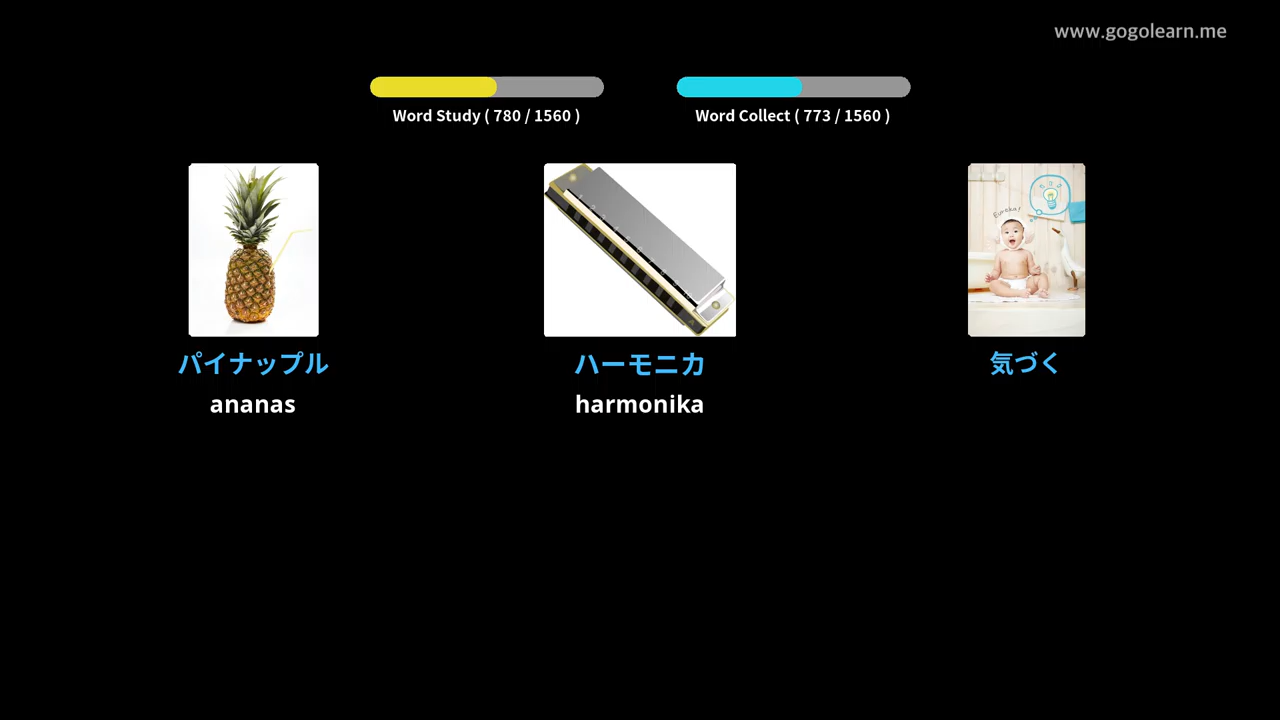 www.gogolearn.me
Word Study ( 780 / 1560 )
Word Collect ( 773 / 1560 )
Eureka!
パイナップル
ハーモニカ
気づく
ananas
harmonika